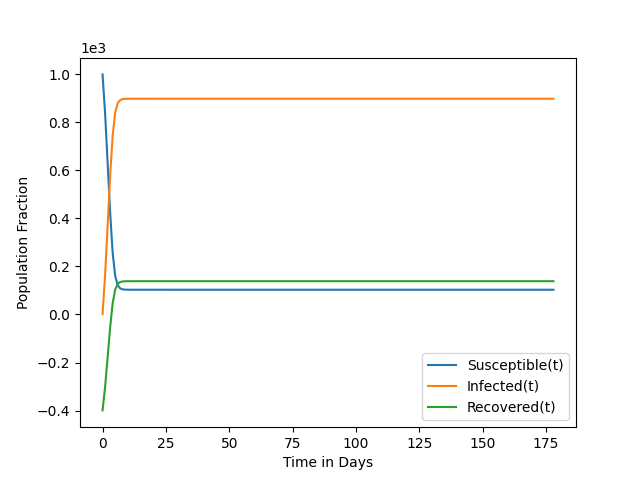 1e3
1.0
0.8
0.6
0.4
0.2
0.0
−0.2
−0.4
Population Fraction
0 25 50 75 100 125 150 175
Time in Days
Susceptible(t)
Infected(t)
Recovered(t)